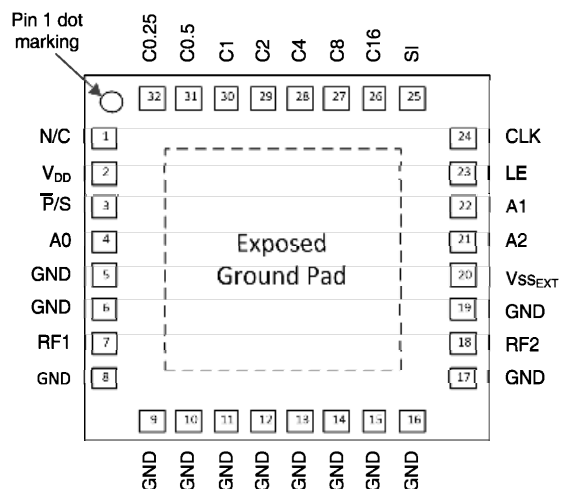 Pin 1 dot
marking
C0.25 C0.5 C1 C2 C4 C8 C16 SI
32 31 30 29 28 27 26 25
N/C 1 24 CLK
VDD 2 23 LE
P̅/S 3 22 A1
A0 4 21 A2
GND 5 20 VssEXT
GND 6 19 GND
RF1 7 18 RF2
GND 8 17 GND
Exposed
Ground Pad
9 10 11 12 13 14 15 16
GND GND GND GND GND GND GND GND